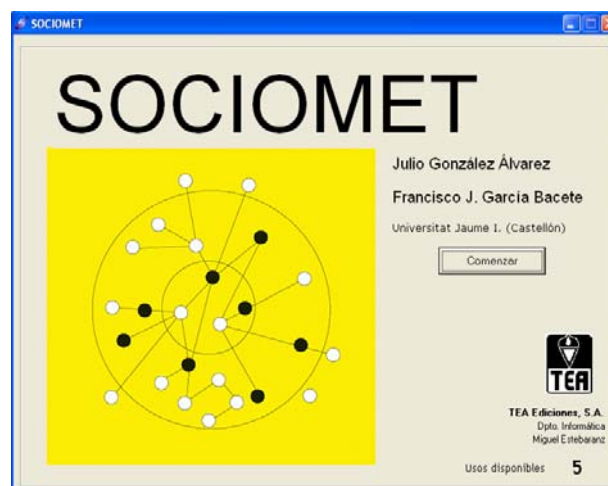 SOCIOMET
SOCIOMET
Julio González Álvarez
Francisco J. García Bacete
Universitat Jaume I. (Castellón)
Comenzar
TEA
TEA Ediciones, S.A.
Dpto. Informática
Miguel Estebaranz
Usos disponibles 5